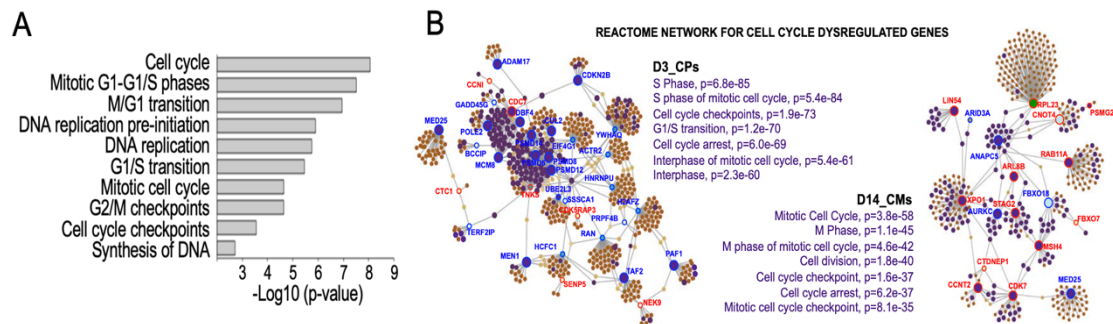 A
Cell cycle
Mitotic G1-G1/S phases
M/G1 transition
DNA replication pre-initiation
DNA replication
G1/S transition
Mitotic cell cycle
G2/M checkpoints
Cell cycle checkpoints
Synthesis of DNA
2 3 4 5 6 7 8 9
-Log10 (p-value)
B
REACTOME NETWORK FOR CELL CYCLE DYSREGULATED GENES
ADAM17
CCNI
CDKN2B
GADD45G
CDC7
DBF4
MED25
POLE2
CUL2
YWHAQ
EIF4G1
BCCIP
ACTR2
MCM8
PSMD12
HNRNPU
UBE2L3
CTC1
TNKS
SSSCA1
H2AFZ
CDK5RAP3
PRPF4B
TERF2IP
RAN
HCFC1
MEN1
PAF1
TAF2
SENP5
NEK9
D3_CPs
S Phase, p=6.8e-85
S phase of mitotic cell cycle, p=5.4e-84
Cell cycle checkpoints, p=1.9e-73
G1/S transition, p=1.2e-70
Cell cycle arrest, p=6.0e-69
Interphase of mitotic cell cycle, p=5.4e-61
Interphase, p=2.3e-60
D14_CMs
Mitotic Cell Cycle, p=3.8e-58
M Phase, p=1.1e-45
M phase of mitotic cell cycle, p=4.6e-42
Cell division, p=1.8e-40
Cell cycle checkpoint, p=1.6e-37
Cell cycle arrest, p=6.2e-37
Mitotic cell cycle checkpoint, p=8.1e-35
LIN54
RPL23
ARID3A
CNOT4
PSMG2
ANAPC5
RAB11A
ARL8B
FBXO18
XPO1
STAG2
AURKC
FBXO7
MSH4
CTDNEP1
CCNT2
CDK7
MED25